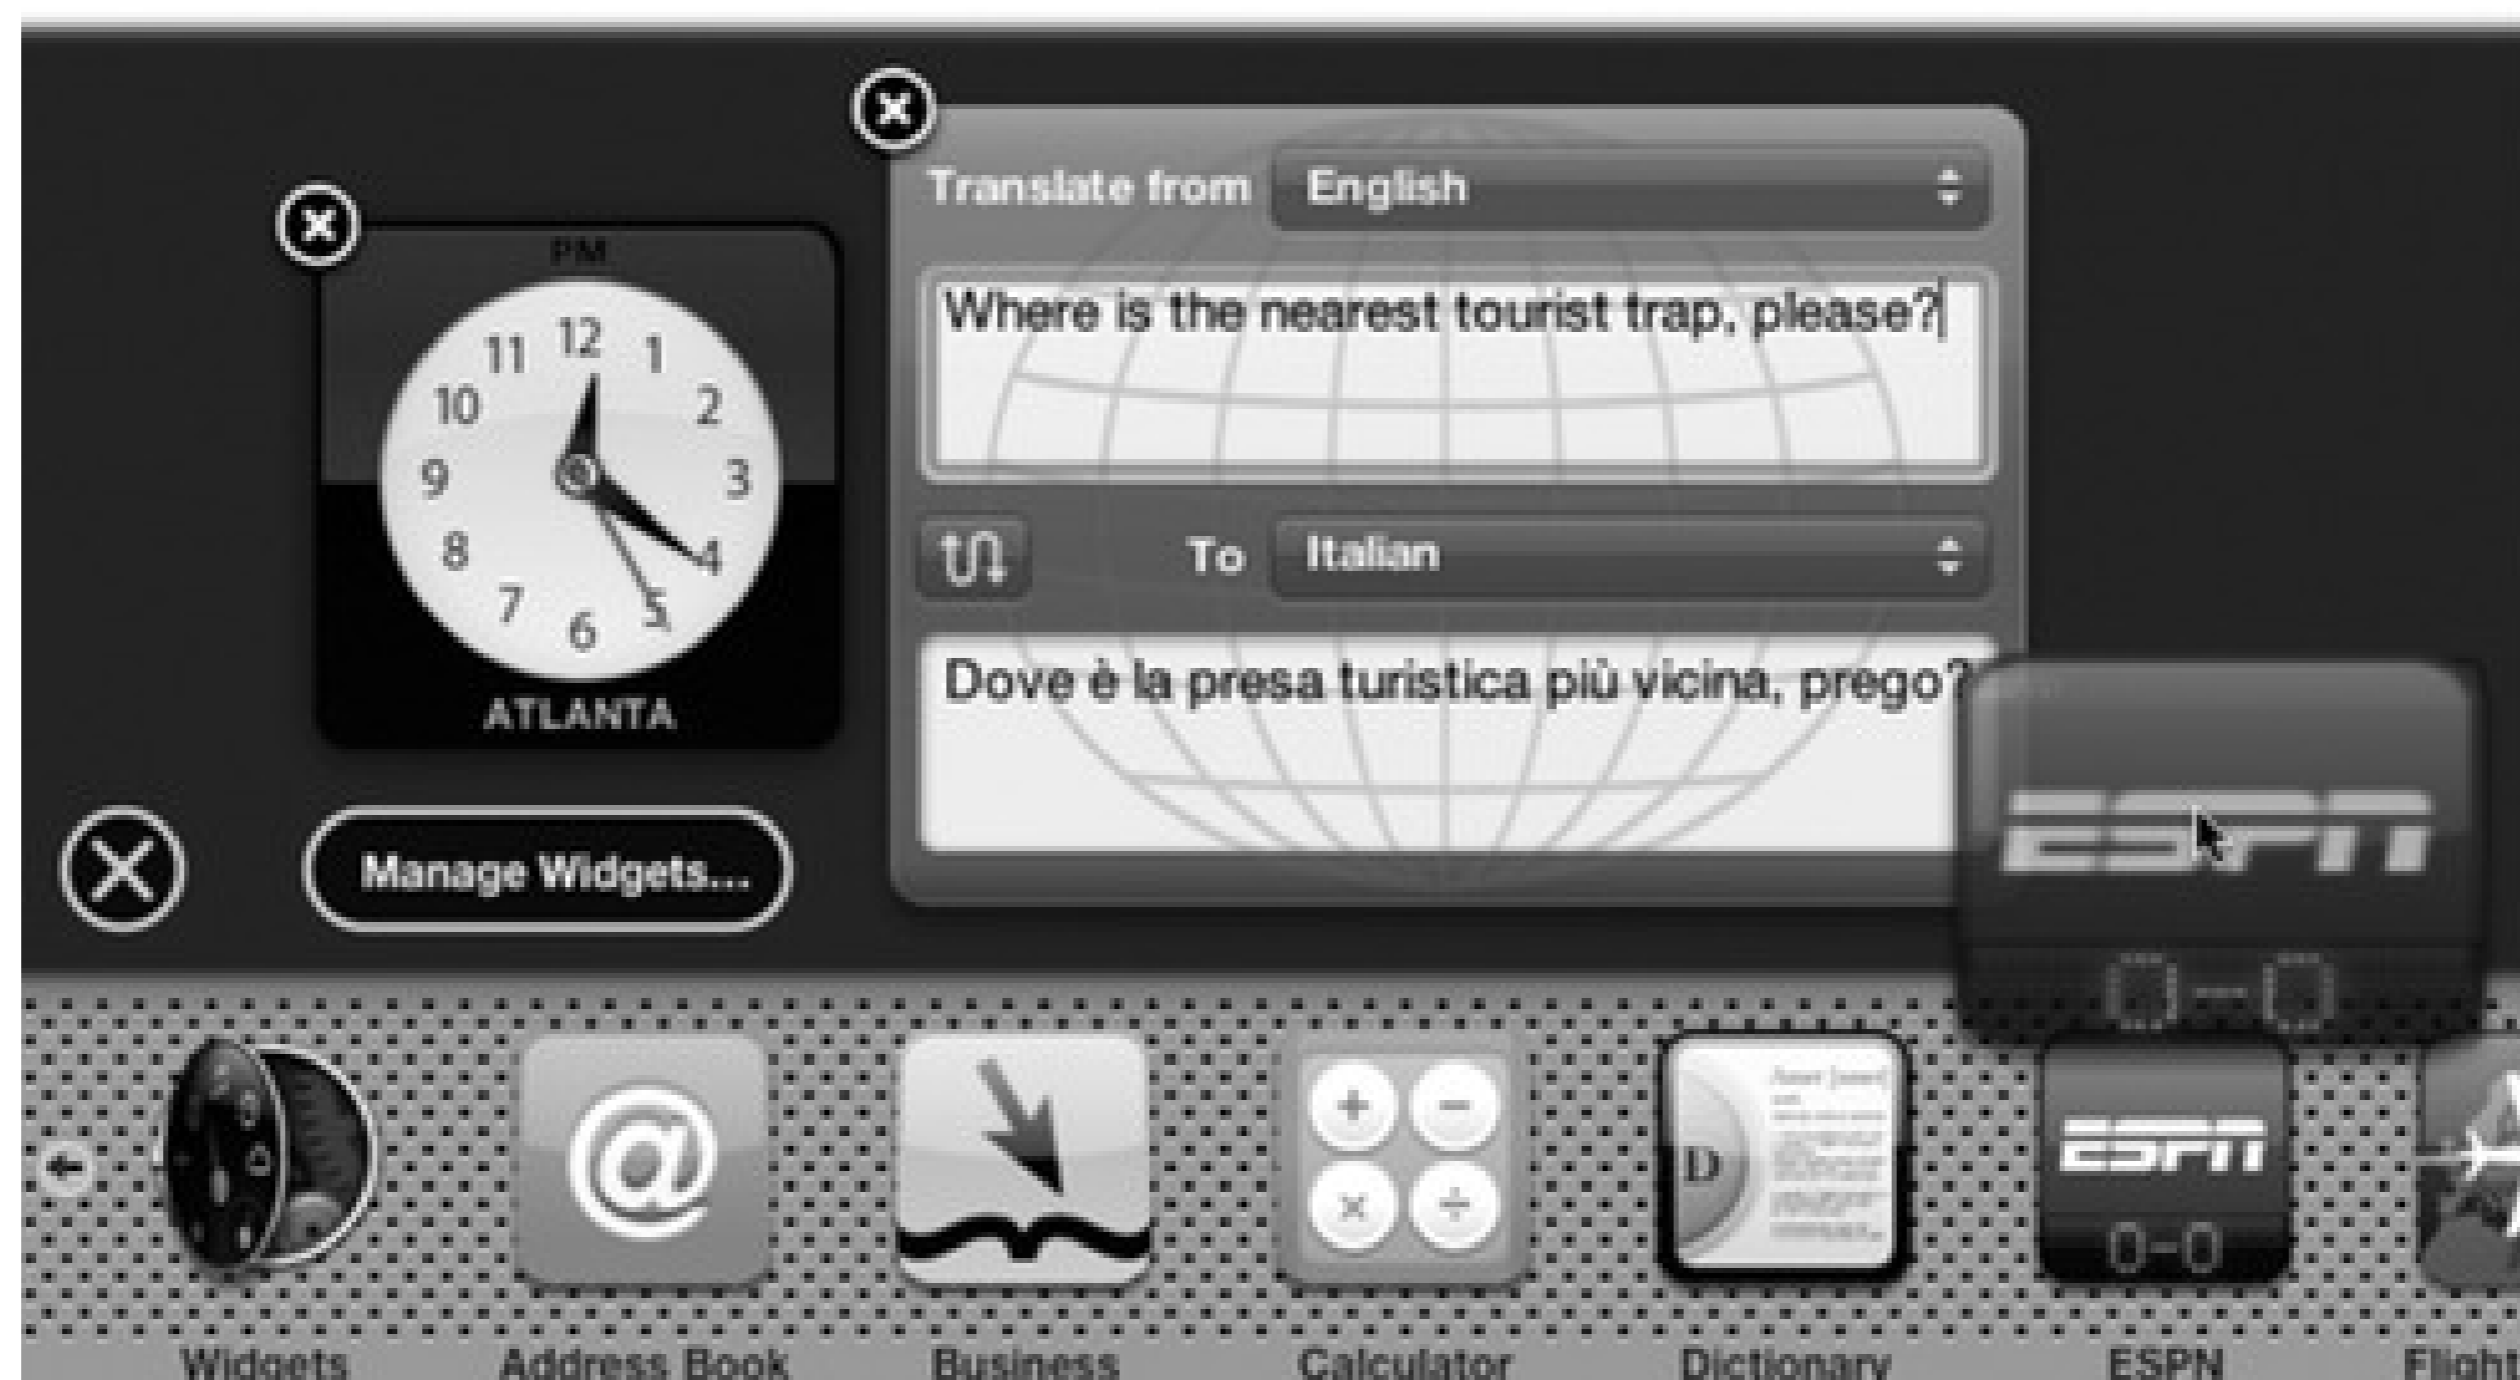 Translate from English
Where is the nearest tourist trap, please?
PM
12
11 1
10 2
9 3
8 4
7 5
6
ATLANTA
To Italian
Dove è la presa turistica più vicina, prego?
ESPN
Manage Widgets...
@
+ −
× ÷
D
ESPN
0-0
Widgets Address Book Business Calculator Dictionary ESPN Flight